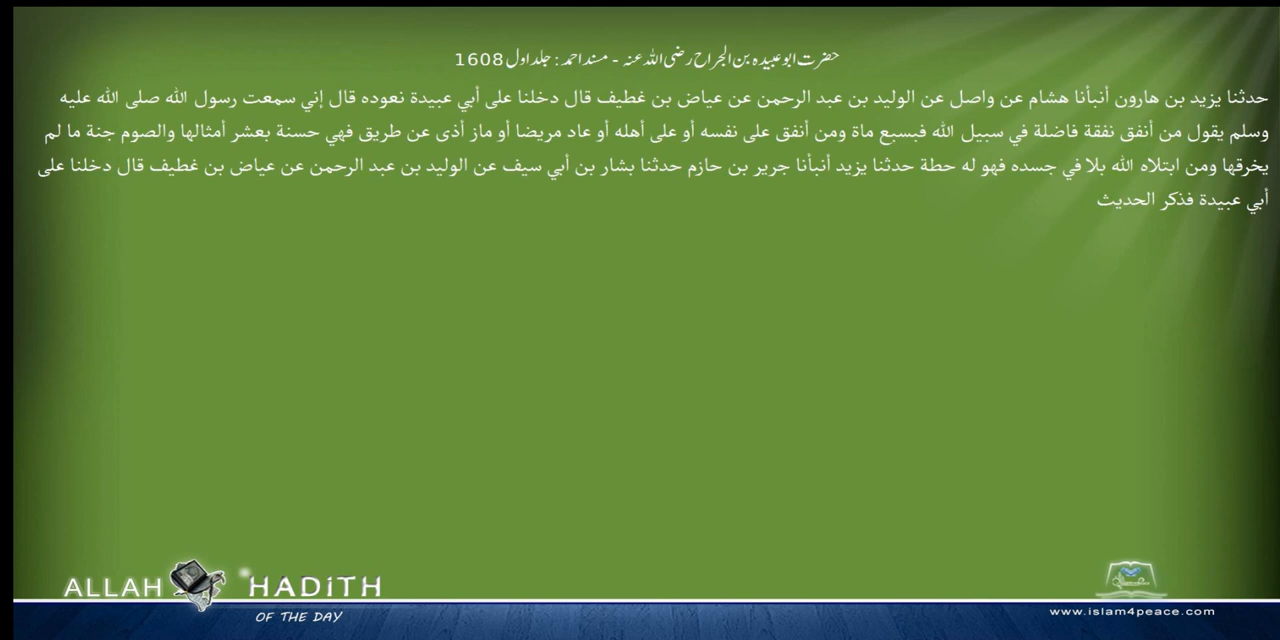 حضرت ابوعبیدہ بن الجراح رضی اللہ عنہ - مسند احمد : جلد اول 1608
حدثنا يزيد بن هارون أنبأنا هشام عن واصل عن الوليد بن عبد الرحمن عن عياض بن غطيف قال دخلنا على أبي عبيدة نعوده قال إني سمعت رسول الله صلى الله عليه
وسلم يقول من أنفق نفقة فاضلة في سبيل الله فبسبع ماة ومن أنفق على نفسه أو على أهله أو عاد مريضا أو ماز أذى عن طريق فهي حسنة بعشر أمثالها والصوم جنة ما لم
يخرقها ومن ابتلاه الله بلا في جسده فهو له حطة حدثنا يزيد أنبأنا جرير بن حازم حدثنا بشار بن أبي سيف عن الوليد بن عبد الرحمن عن عياض بن غطيف قال دخلنا على
أبي عبيدة فذكر الحديث
ALLAH HADITH
OF THE DAY
www.islam4peace.com